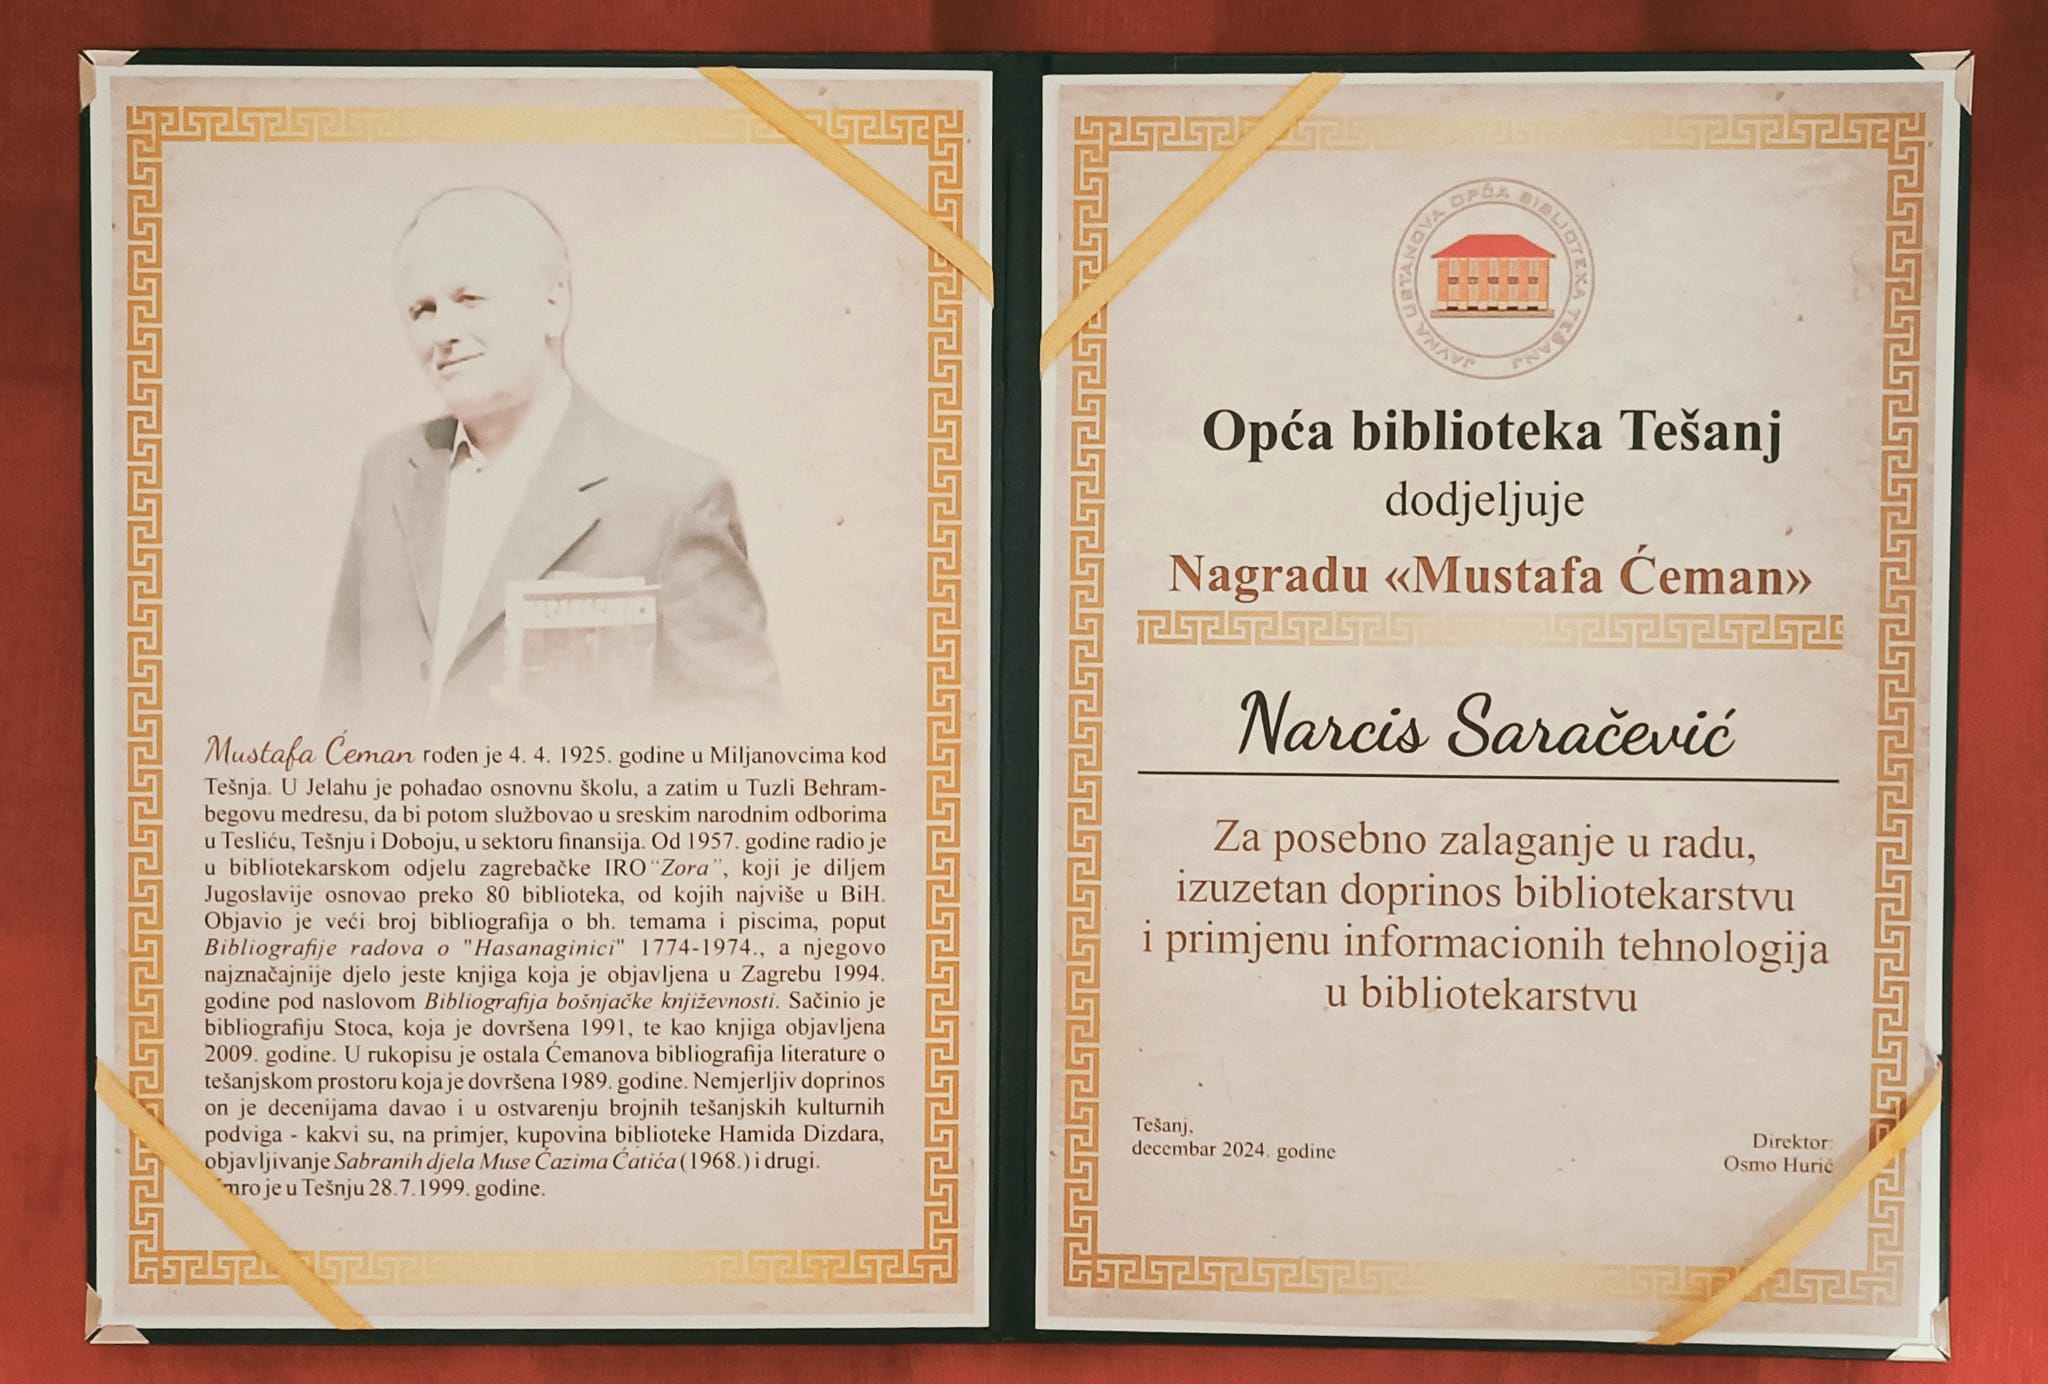 Mustafa Ćeman rođen je 4. 4. 1925. godine u Miljanovcima kod
Tešnja. U Jelahu je pohađao osnovnu školu, a zatim u Tuzli Behram-
begovu medresu, da bi potom službovao u sreskim narodnim odborima
u Tesliću, Tešnju i Doboju, u sektoru finansija. Od 1957. godine radio je
u bibliotekarskom odjelu zagrebačke IRO “Zora”, koji je diljem
Jugoslavije osnovao preko 80 biblioteka, od kojih najviše u BiH.
Objavio je veći broj bibliografija o bh. temama i piscima, poput
Bibliografije radova o "Hasanaginici" 1774-1974., a njegovo
najznačajnije djelo jeste knjiga koja je objavljena u Zagrebu 1994.
godine pod naslovom Bibliografija bošnjačke književnosti. Sačinio je
bibliografiju Stoca, koja je dovršena 1991, te kao knjiga objavljena
2009. godine. U rukopisu je ostala Ćemanova bibliografija literature o
tešanjskom prostoru koja je dovršena 1989. godine. Nemjerljiv doprinos
on je decenijama davao i u ostvarenju brojnih tešanjskih kulturnih
podviga - kakvi su, na primjer, kupovina biblioteke Hamida Dizdara,
objavljivanje Sabranih djela Muse Ćazima Ćatića (1968.) i drugi.
je u Tešnju 28.7.1999. godine.
JAVNA USTANOVA OPĆA BIBLIOTEKA TEŠANJ
Opća biblioteka Tešanj
dodjeljuje
Nagradu «Mustafa Ćeman»
Narcis Saračević
Za posebno zalaganje u radu,
izuzetan doprinos bibliotekarstvu
i primjenu informacionih tehnologija
u bibliotekarstvu
Tešanj,
decembar 2024. godine
Direktor:
Osmo Hurić